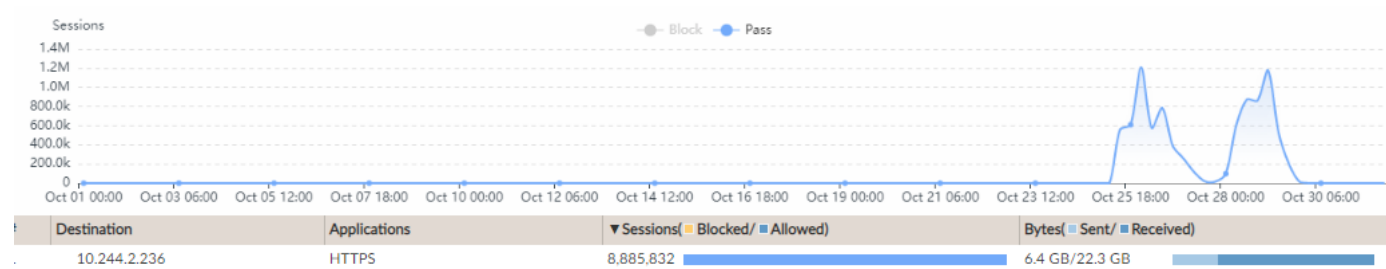 Sessions
Block Pass
1.4M
1.2M
1.0M
800.0k
600.0k
400.0k
200.0k
0
Oct 01 00:00 Oct 03 06:00 Oct 05 12:00 Oct 07 18:00 Oct 10 00:00 Oct 12 06:00 Oct 14 12:00 Oct 16 18:00 Oct 19 00:00 Oct 21 06:00 Oct 23 12:00 Oct 25 18:00 Oct 28 00:00 Oct 30 06:00
Destination Applications ▼Sessions( Blocked/ Allowed) Bytes( Sent/ Received)
10.244.2.236 HTTPS 8,885,832 6.4 GB/22.3 GB